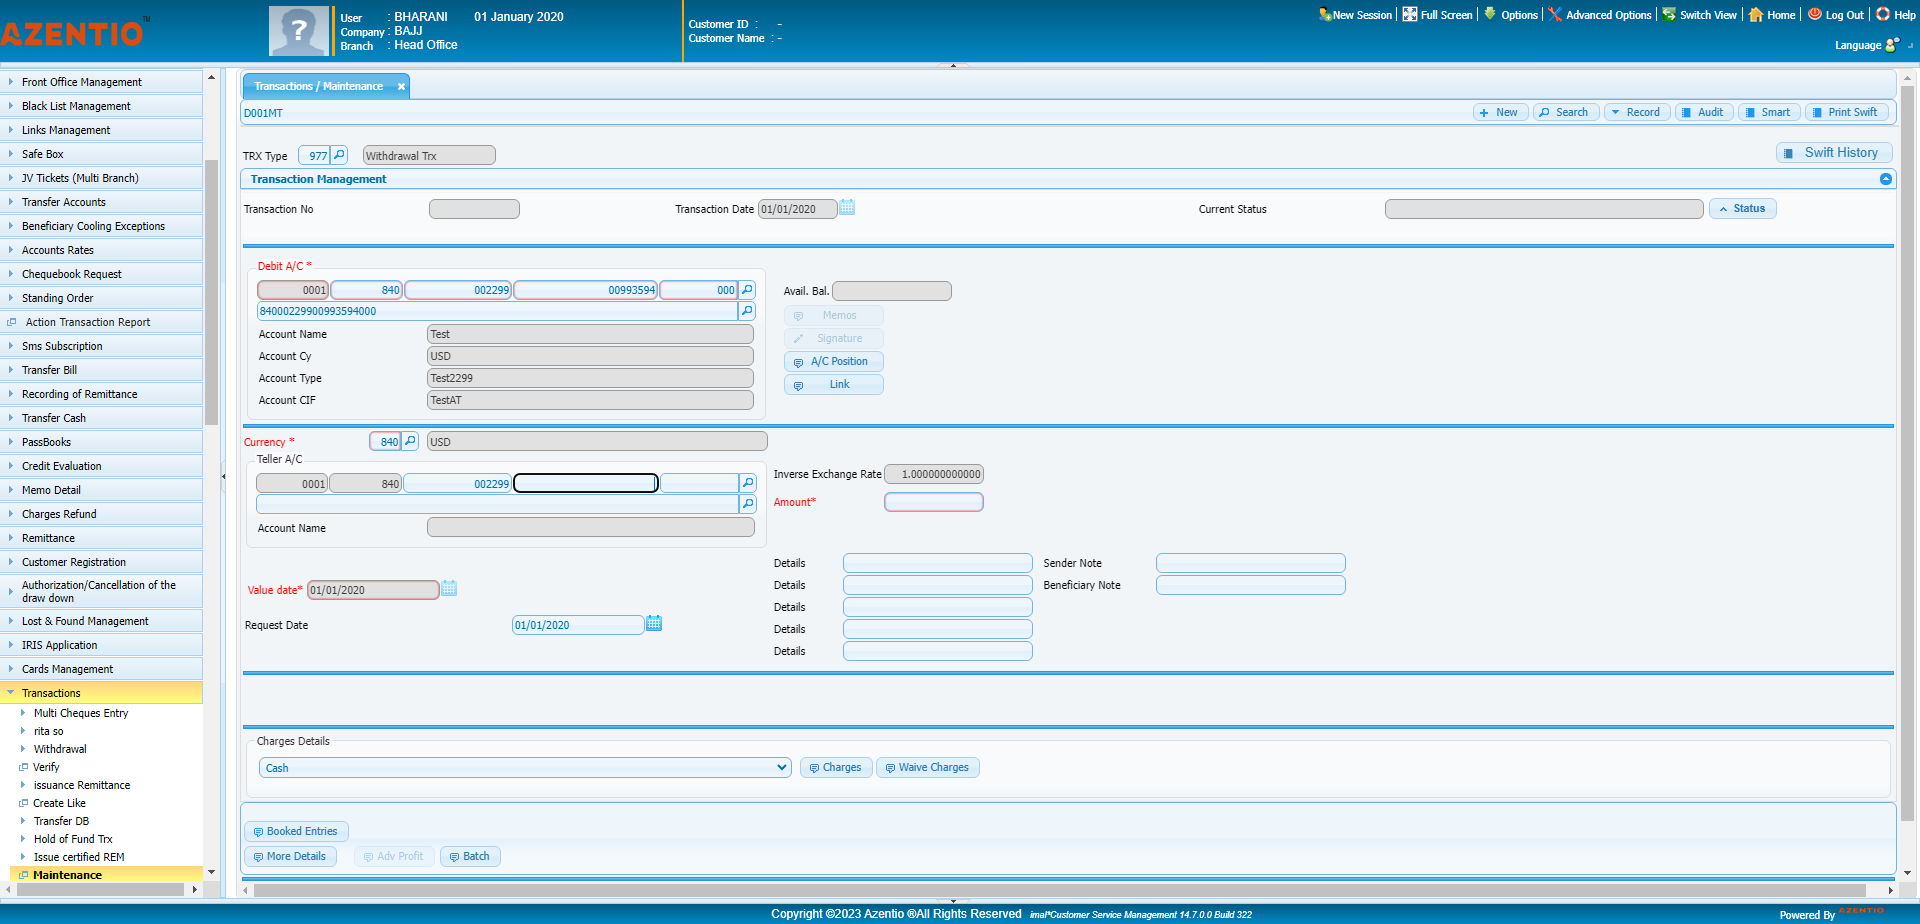 AZENTIO™
User : BHARANI 01 January 2020
Company : BAJJ
Branch : Head Office
Customer ID : -
Customer Name : -
New Session Full Screen Options Advanced Options Switch View Home Log Out Help
Language
Front Office Management
Black List Management
Links Management
Safe Box
JV Tickets (Multi Branch)
Transfer Accounts
Beneficiary Cooling Exceptions
Accounts Rates
Chequebook Request
Standing Order
Action Transaction Report
Sms Subscription
Transfer Bill
Recording of Remittance
Transfer Cash
PassBooks
Credit Evaluation
Memo Detail
Charges Refund
Remittance
Customer Registration
Authorization/Cancellation of the
draw down
Lost & Found Management
IRIS Application
Cards Management
Transactions
Multi Cheques Entry
rita so
Withdrawal
Verify
issuance Remittance
Create Like
Transfer DB
Hold of Fund Trx
Issue certified REM
Maintenance
Transactions / Maintenance
D001MT
New Search Record Audit Smart Print Swift
TRX Type 977 Withdrawal Trx
Swift History
Transaction Management
Transaction No Transaction Date 01/01/2020 Current Status Status
Debit A/C *
0001 840 002299 00993594 000
84000229900993594000
Account Name Test
Account Cy USD
Account Type Test2299
Account CIF TestAT
Avail. Bal.
Memos
Signature
A/C Position
Link
Currency * 840 USD
Teller A/C
0001 840 002299
Account Name
Inverse Exchange Rate 1.000000000000
Amount*
Value date* 01/01/2020
Request Date 01/01/2020
Details Sender Note
Details Beneficiary Note
Details
Details
Details
Charges Details
Cash Charges Waive Charges
Booked Entries
More Details Adv Profit Batch
Copyright ©2023 Azentio ®All Rights Reserved imal*Customer Service Management 14.7.0.0 Build 322
Powered By AZENTIO